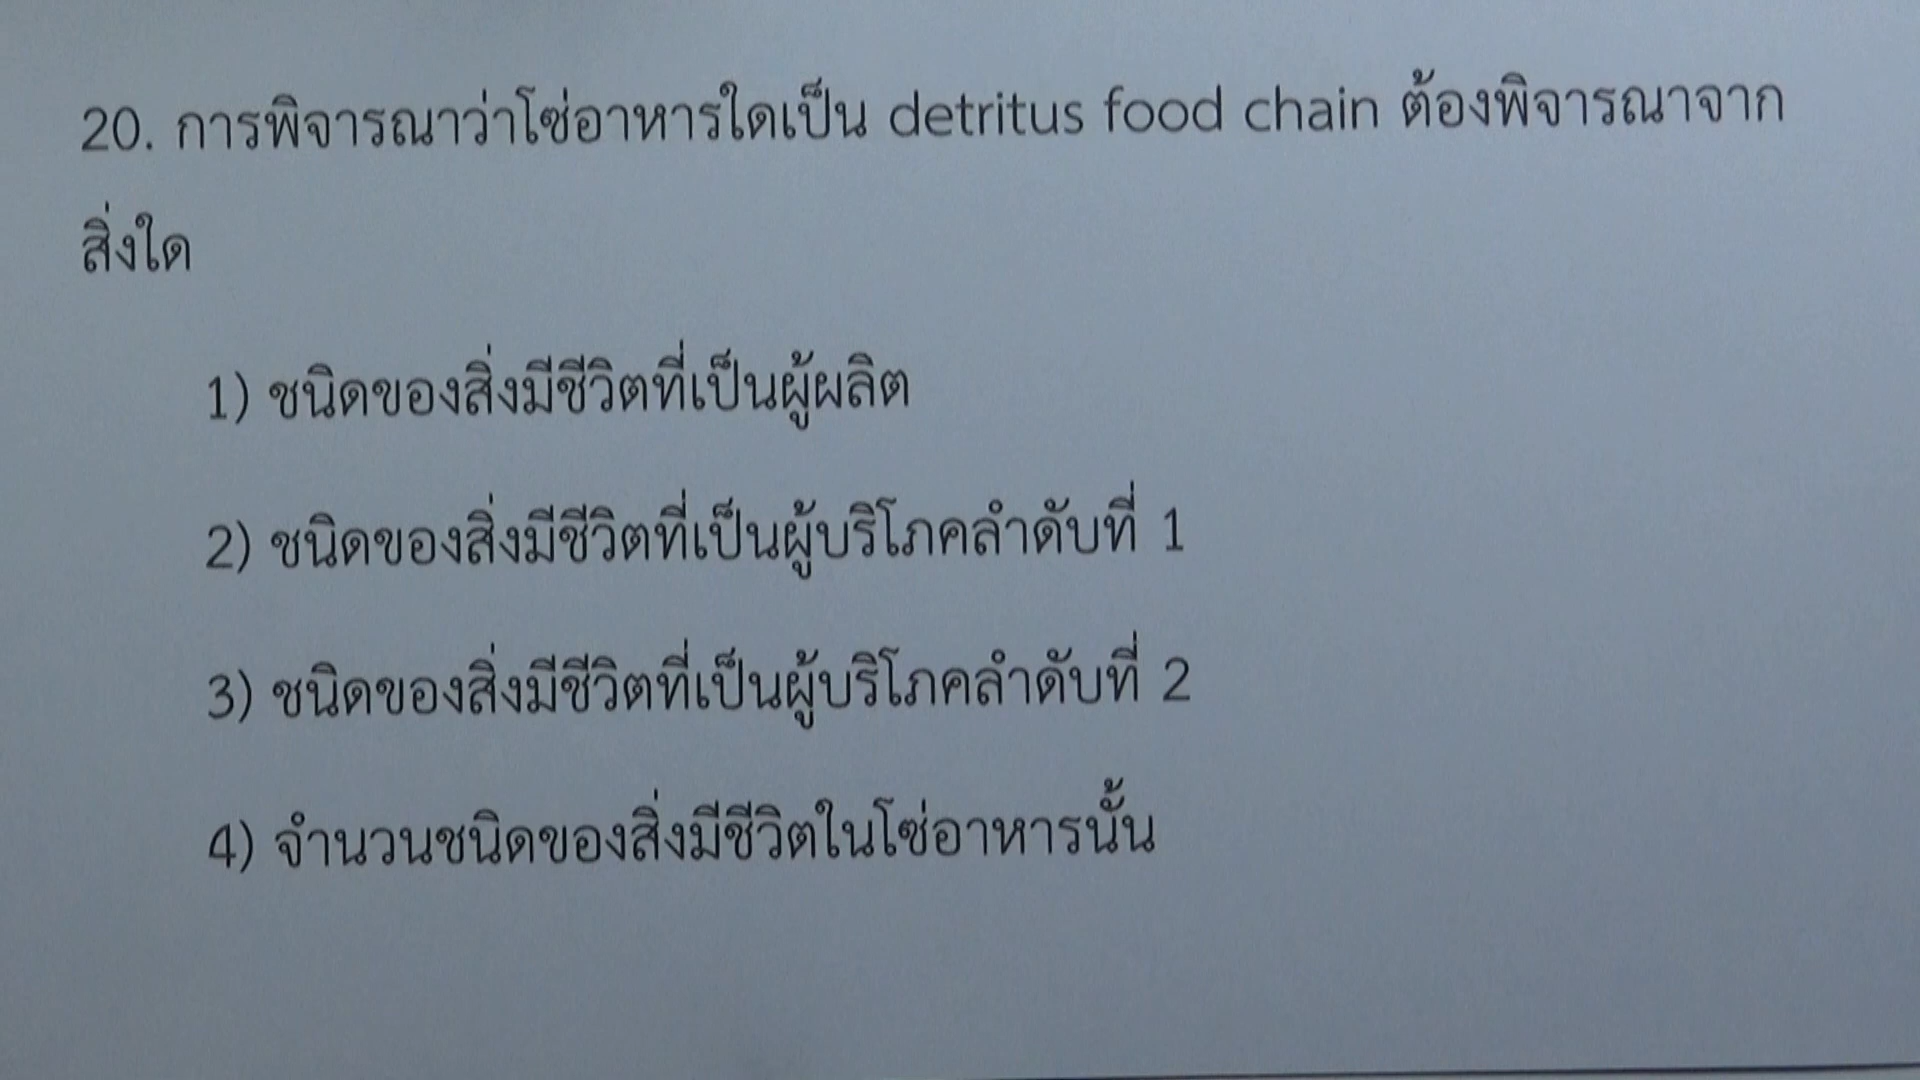 20. การพิจารณาว่าโซ่อาหารใดเป็น detritus food chain ต้องพิจารณาจาก
สิ่งใด
1) ชนิดของสิ่งมีชีวิตที่เป็นผู้ผลิต
2) ชนิดของสิ่งมีชีวิตที่เป็นผู้บริโภคลำดับที่ 1
3) ชนิดของสิ่งมีชีวิตที่เป็นผู้บริโภคลำดับที่ 2
4) จำนวนชนิดของสิ่งมีชีวิตในโซ่อาหารนั้น